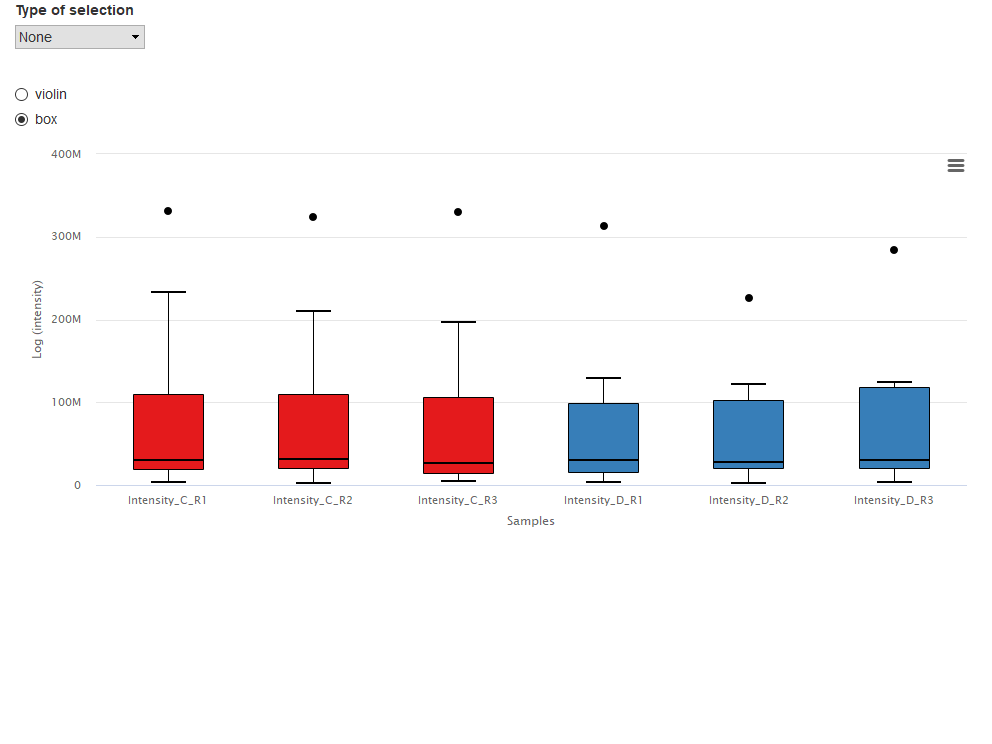 Type of selection
None
violin
box
400M
300M
200M
100M
0
Log (intensity)
Intensity_C_R1 Intensity_C_R2 Intensity_C_R3 Intensity_D_R1 Intensity_D_R2 Intensity_D_R3
Samples